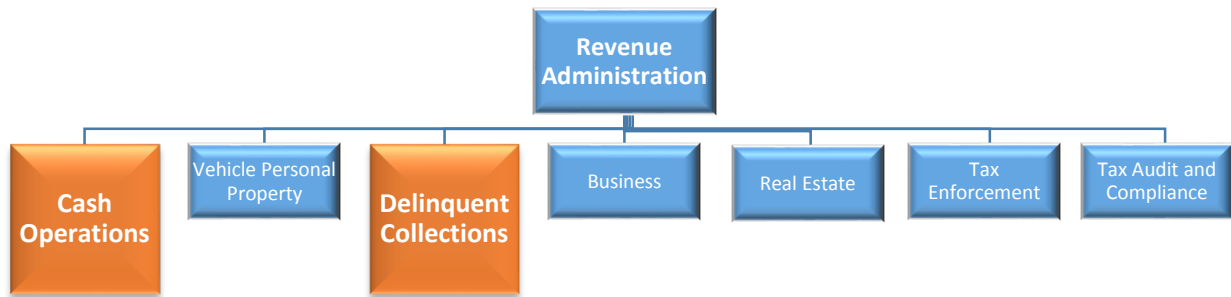 Revenue
Administration
Cash
Operations
Vehicle Personal
Property
Delinquent
Collections
Business
Real Estate
Tax
Enforcement
Tax Audit and
Compliance